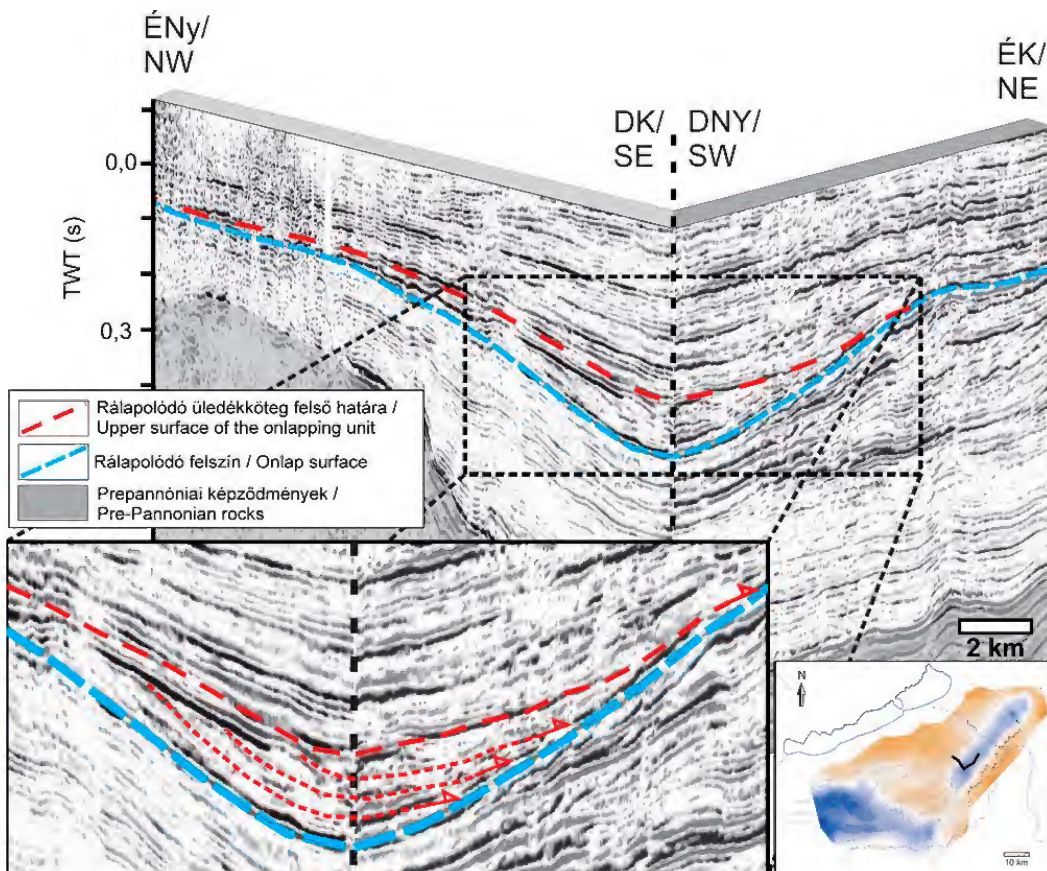 ÉNy/
NW
ÉK/
NE
DK/
SE
DNY/
SW
0,0
TWT (s)
0,3
Rálapolódó üledékköteg felső határa /
Upper surface of the onlapping unit
Rálapolódó felszín / Onlap surface
Prepannóniai képződmények /
Pre-Pannonian rocks
2 km
N
10 km